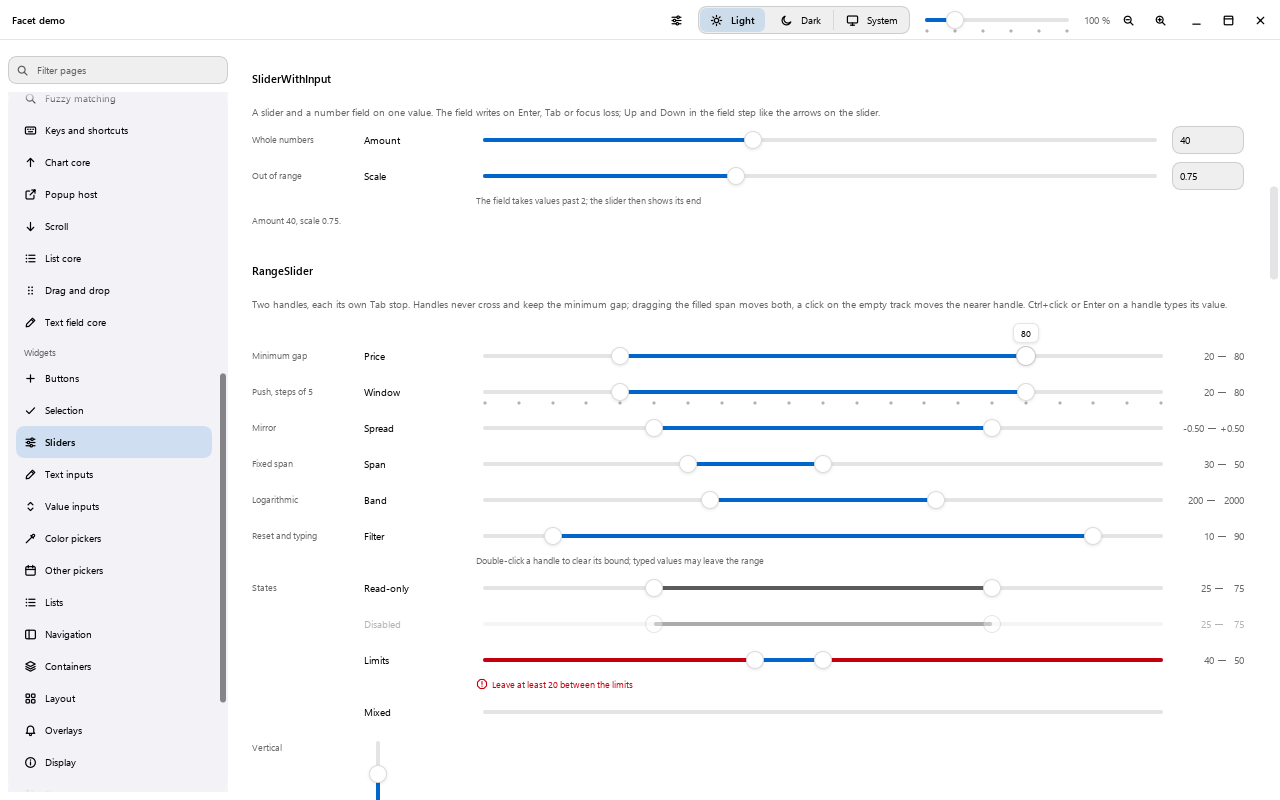 Facet demo
Light
Dark
System
100 %
Filter pages
Fuzzy matching
Keys and shortcuts
Chart core
Popup host
Scroll
List core
Drag and drop
Text field core
Widgets
Buttons
Selection
Sliders
Text inputs
Value inputs
Color pickers
Other pickers
Lists
Navigation
Containers
Layout
Overlays
Display
SliderWithInput
A slider and a number field on one value. The field writes on Enter, Tab or focus loss; Up and Down in the field step like the arrows on the slider.
Whole numbers Amount 40
Out of range Scale 0.75
The field takes values past 2; the slider then shows its end
Amount 40, scale 0.75.
RangeSlider
Two handles, each its own Tab stop. Handles never cross and keep the minimum gap; dragging the filled span moves both, a click on the empty track moves the nearer handle. Ctrl+click or Enter on a handle types its value.
80
Minimum gap Price 20 — 80
Push, steps of 5 Window 20 — 80
Mirror Spread -0.50 — +0.50
Fixed span Span 30 — 50
Logarithmic Band 200 — 2000
Reset and typing Filter 10 — 90
Double-click a handle to clear its bound; typed values may leave the range
States Read-only 25 — 75
Disabled 25 — 75
Limits 40 — 50
Leave at least 20 between the limits
Mixed
Vertical